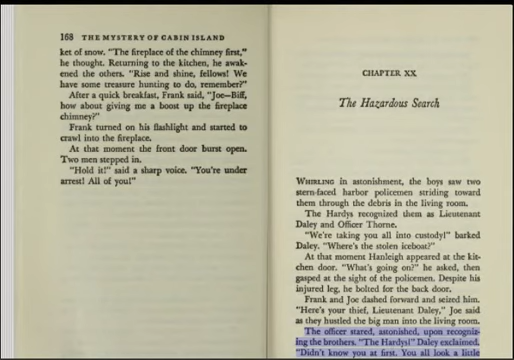 168 THE MYSTERY OF CABIN ISLAND
ket of snow. "The fireplace of the chimney first,"
he thought. Returning to the kitchen, he awak-
ened the others. "Rise and shine, fellows! We
have some treasure hunting to do, remember?"
After a quick breakfast, Frank said, "Joe—Biff,
how about giving me a boost up the fireplace
chimney?"
Frank turned on his flashlight and started to
crawl into the fireplace.
At that moment the front door burst open.
Two men stepped in.
"Hold it!" said a sharp voice. "You're under
arrest! All of you!"
CHAPTER XX
The Hazardous Search
WHIRLING in astonishment, the boys saw two
stern-faced harbor policemen striding toward
them through the debris in the living room.
The Hardys recognized them as Lieutenant
Daley and Officer Thorne.
"We're taking you all into custody!" barked
Daley. "Where's the stolen iceboat?"
At that moment Hanleigh appeared at the kit-
chen door. "What's going on?" he asked, then
gasped at the sight of the policemen. Despite his
injured leg, he bolted for the back door.
Frank and Joe dashed forward and seized him.
"Here's your thief, Lieutenant Daley," Joe said
as they hustled the big man into the living room.
The officer stared, astonished, upon recogniz-
ing the brothers. "The Hardys!" Daley exclaimed.
"Didn't know you at first. You look a little